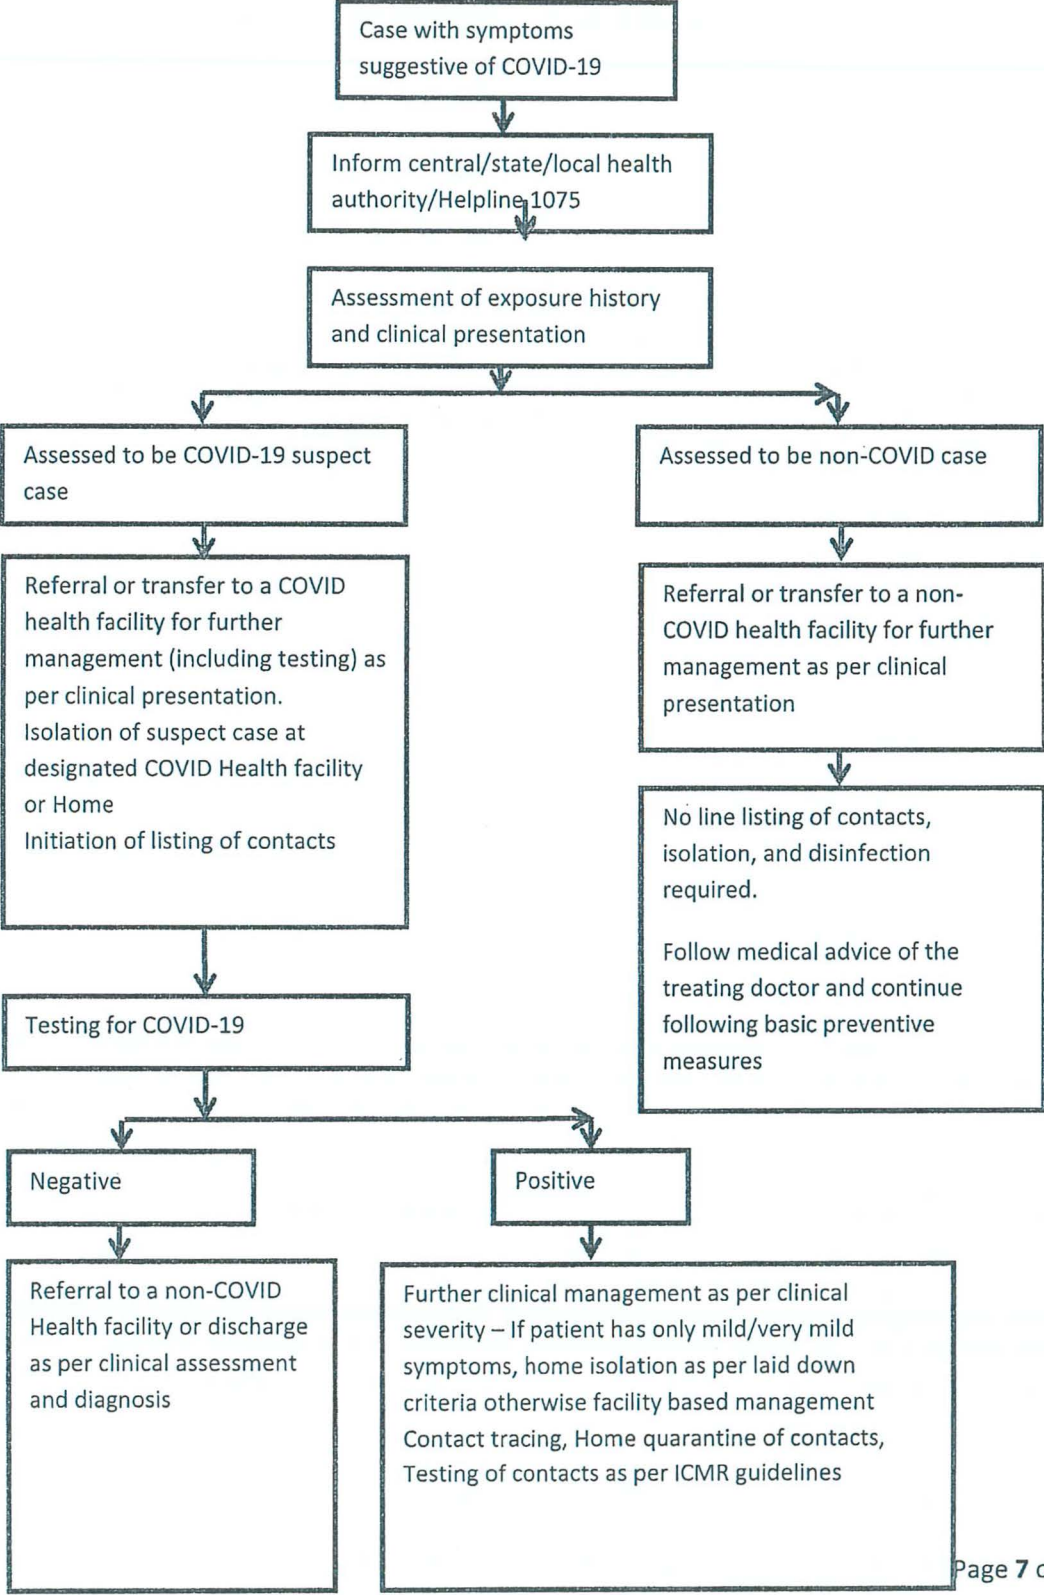 Case with symptoms
suggestive of COVID-19
Inform central/state/local health
authority/Helpline 1075
Assessment of exposure history
and clinical presentation
Assessed to be COVID-19 suspect
case
Referral or transfer to a COVID
health facility for further
management (including testing) as
per clinical presentation.
Isolation of suspect case at
designated COVID Health facility
or Home
Initiation of listing of contacts
Testing for COVID-19
Assessed to be non-COVID case
Referral or transfer to a non-
COVID health facility for further
management as per clinical
presentation
No line listing of contacts,
isolation, and disinfection
required.
Follow medical advice of the
treating doctor and continue
following basic preventive
measures
Negative
Referral to a non-COVID
Health facility or discharge
as per clinical assessment
and diagnosis
Positive
Further clinical management as per clinical
severity – If patient has only mild/very mild
symptoms, home isolation as per laid down
criteria otherwise facility based management
Contact tracing, Home quarantine of contacts,
Testing of contacts as per ICMR guidelines
Page 7